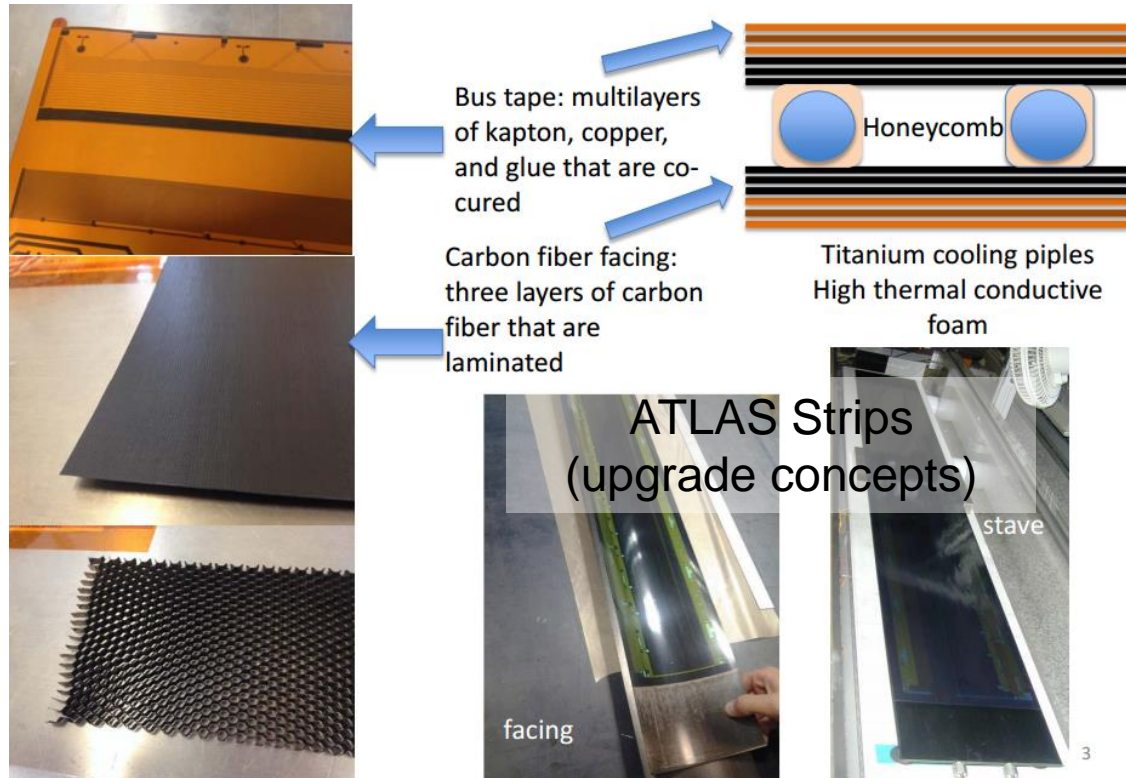 Bus tape: multilayers
of kapton, copper,
and glue that are co-
cured
Honeycomb
Carbon fiber facing:
three layers of carbon
fiber that are
laminated
Titanium cooling piples
High thermal conductive
foam
ATLAS Strips
(upgrade concepts)
stave
facing
3